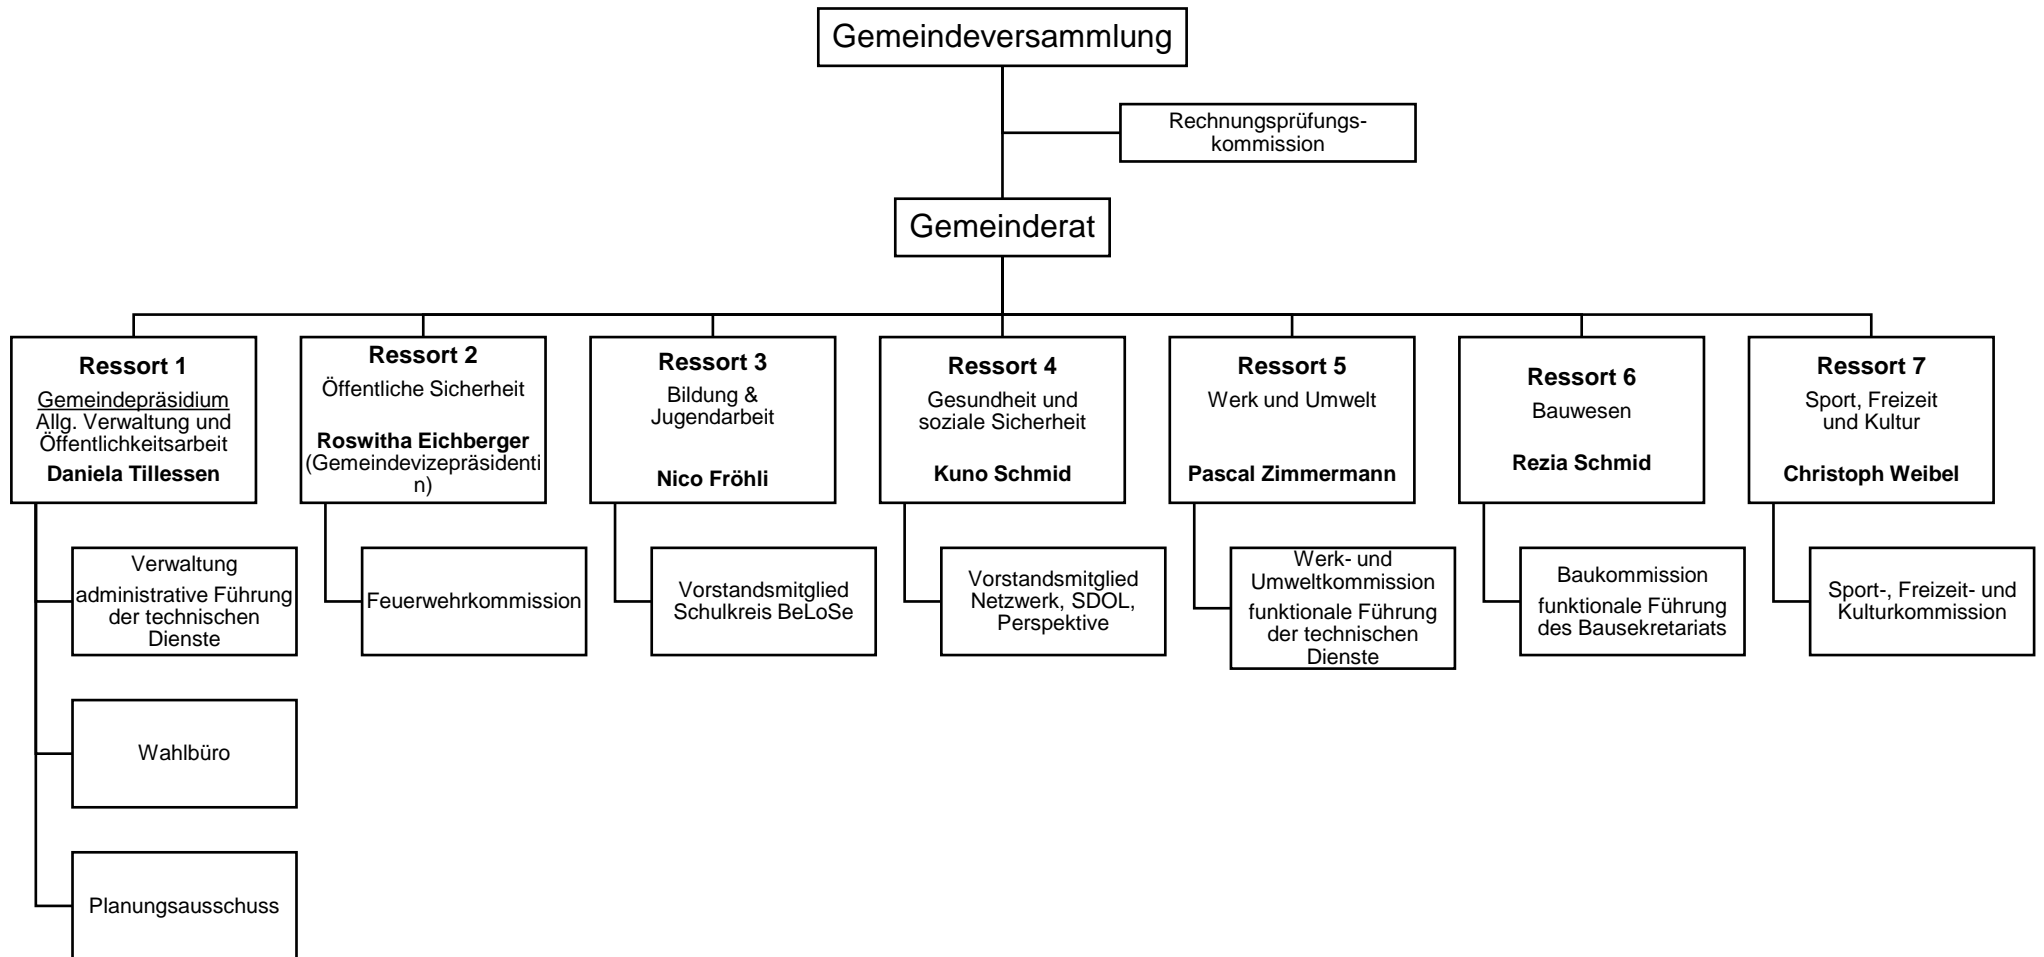 Gemeindeversammlung
Rechnungsprüfungs-
kommission
Gemeinderat
Ressort 1
Gemeindepräsidium
Allg. Verwaltung und
Öffentlichkeitsarbeit
Daniela Tillessen
Ressort 2
Öffentliche Sicherheit
Roswitha Eichberger
(Gemeindevizepräsidenti
n)
Ressort 3
Bildung &
Jugendarbeit
Nico Fröhli
Ressort 4
Gesundheit und
soziale Sicherheit
Kuno Schmid
Ressort 5
Werk und Umwelt
Pascal Zimmermann
Ressort 6
Bauwesen
Rezia Schmid
Ressort 7
Sport, Freizeit
und Kultur
Christoph Weibel
Verwaltung
administrative Führung
der technischen
Dienste
Feuerwehrkommission
Vorstandsmitglied
Schulkreis BeLoSe
Vorstandsmitglied
Netzwerk, SDOL,
Perspektive
Werk- und
Umweltkommission
funktionale Führung
der technischen
Dienste
Baukommission
funktionale Führung
des Bausekretariats
Sport-, Freizeit- und
Kulturkommission
Wahlbüro
Planungsausschuss